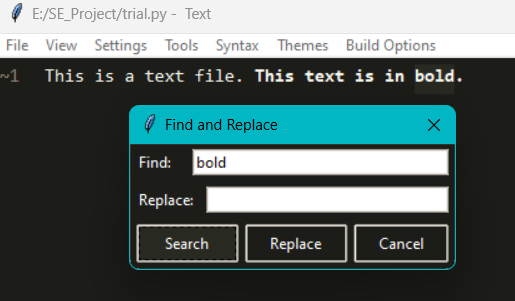 E:/SE_Project/trial.py - Text
File View Settings Tools Syntax Themes Build Options
~1 This is a text file. This text is in bold.
Find and Replace
Find: bold
Replace:
Search Replace Cancel